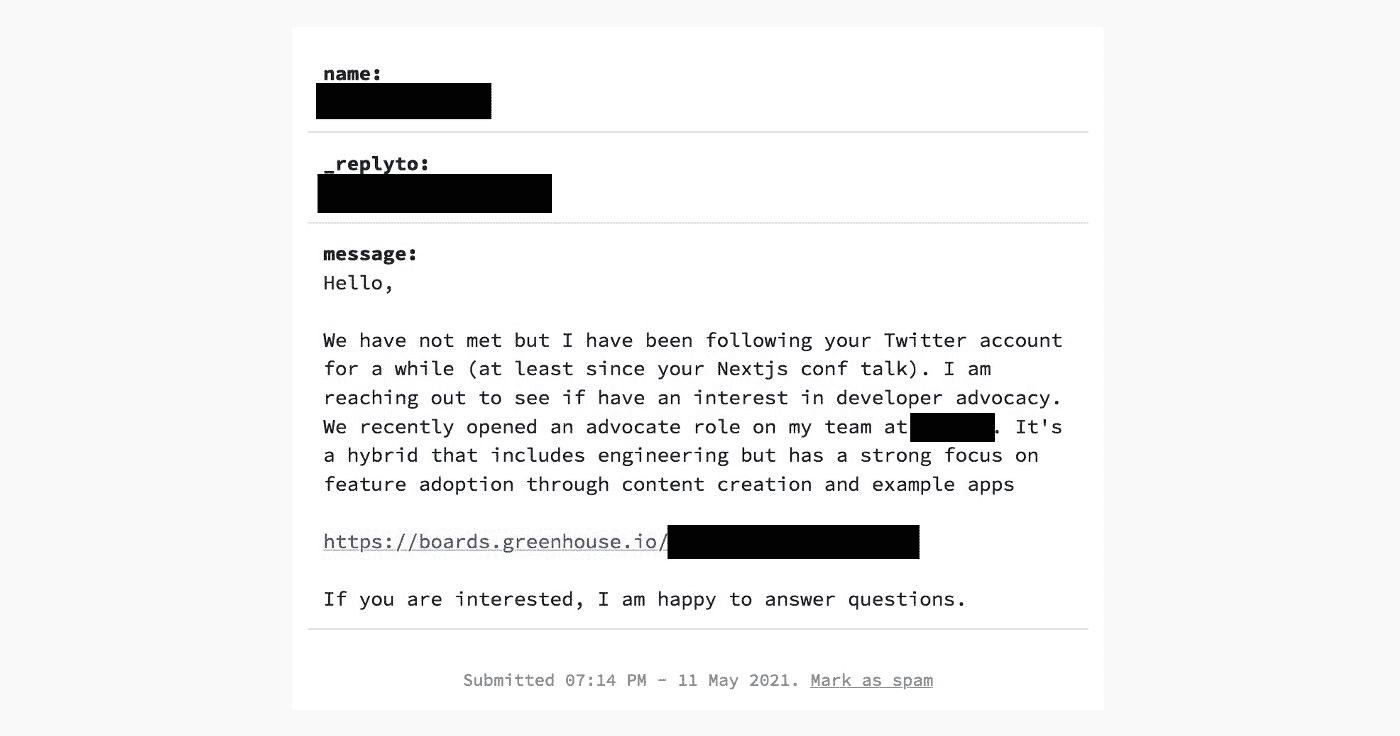 name:
_replyto:
message:
Hello,
We have not met but I have been following your Twitter account
for a while (at least since your Nextjs conf talk). I am
reaching out to see if have an interest in developer advocacy.
We recently opened an advocate role on my team at . It's
a hybrid that includes engineering but has a strong focus on
feature adoption through content creation and example apps
https://boards.greenhouse.io/
If you are interested, I am happy to answer questions.
Submitted 07:14 PM - 11 May 2021. Mark as spam